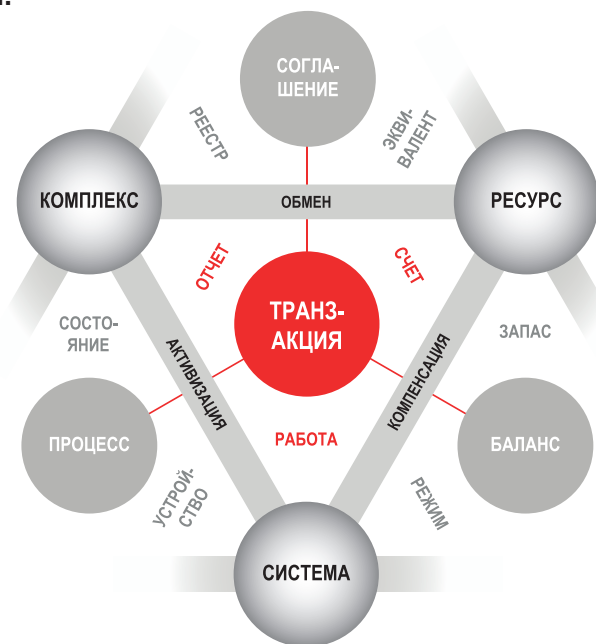 СОГЛА-
ШЕНИЕ
РЕЕСТР
ЭКВИ-
ВАЛЕНТ
КОМПЛЕКС
ОБМЕН
РЕСУРС
ОТЧЕТ
СЧЕТ
ТРАНЗ-
АКЦИЯ
СОСТО-
ЯНИЕ
ЗАПАС
АКТИВИЗАЦИЯ
КОМПЕНСАЦИЯ
ПРОЦЕСС
РАБОТА
БАЛАНС
УСТРОЙ-
СТВО
РЕЖИМ
СИСТЕМА